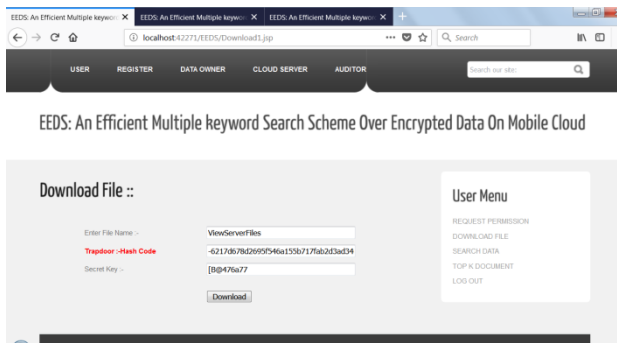 EEDS: An Efficient Multiple keywo EEDS: An Efficient Multiple keywo EEDS: An Efficient Multiple keywo
localhost:42271/EEDS/Download1.jsp Search
USER REGISTER DATA OWNER CLOUD SERVER AUDITOR Search our site:
EEDS: An Efficient Multiple keyword Search Scheme Over Encrypted Data On Mobile Cloud
Download File ::
User Menu
Enter File Name :- ViewServerFiles
REQUEST PERMISSION
DOWNLOAD FILE
Trapdoor :-Hash Code -6217d678d2695f546a155b717fab2d3ad34
SEARCH DATA
Secret Key :- [B@476a77
TOP K DOCUMENT
LOG OUT
Download